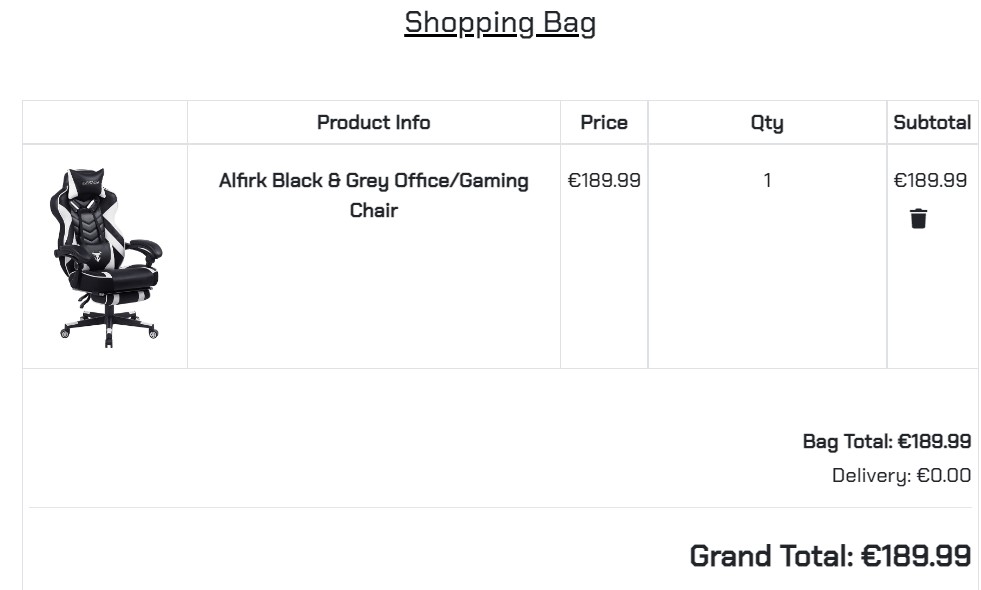 Shopping Bag
Product Info Price Qty Subtotal
Alfirk Black & Grey Office/Gaming
Chair
€189.99 1 €189.99
Bag Total: €189.99
Delivery: €0.00
Grand Total: €189.99